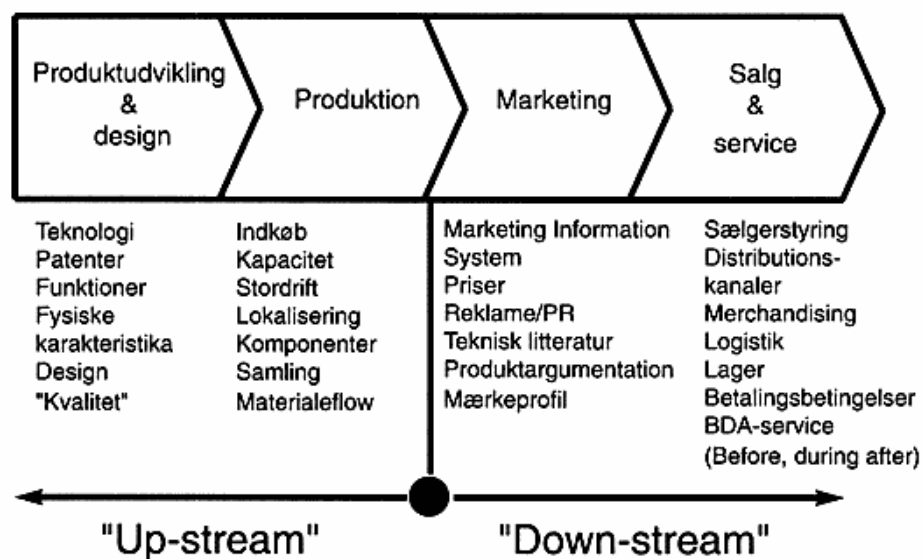 Produktudvikling
&
design
Produktion
Marketing
Salg
&
service
Teknologi
Patenter
Funktioner
Fysiske
karakteristika
Design
"Kvalitet"
Indkøb
Kapacitet
Stordrift
Lokalisering
Komponenter
Samling
Materialeflow
Marketing Information
System
Priser
Reklame/PR
Teknisk litteratur
Produktargumentation
Mærkeprofil
Sælgerstyring
Distributions-
kanaler
Merchandising
Logistik
Lager
Betalingsbetingelser
BDA-service
(Before, during after)
"Up-stream"
"Down-stream"